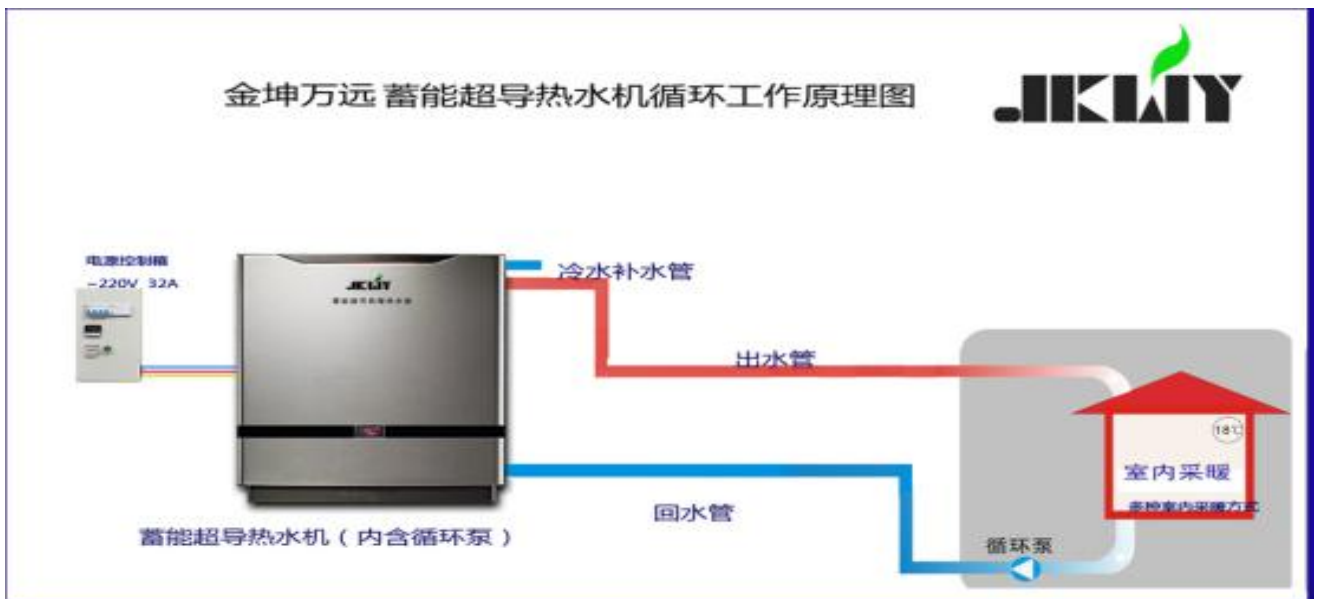 金坤万远 蓄能超导热水机循环工作原理图
JKWY
电源控制箱
~220V 32A
JKWY
冷水补水管
出水管
18℃
室内采暖
回水管
蓄能超导热水机（内含循环泵）
循环泵